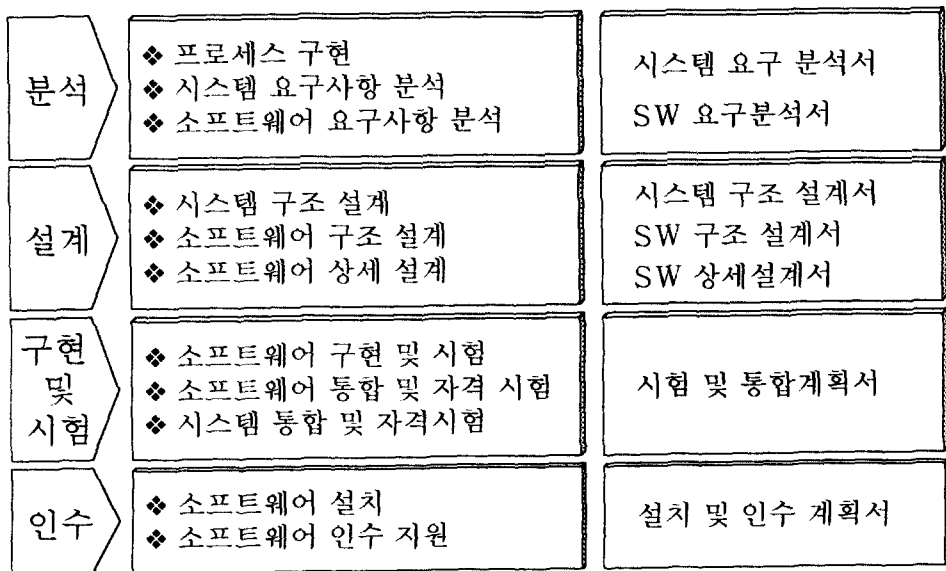 분석
❖ 프로세스 구현
❖ 시스템 요구사항 분석
❖ 소프트웨어 요구사항 분석
시스템 요구 분석서
SW 요구분석서
설계
❖ 시스템 구조 설계
❖ 소프트웨어 구조 설계
❖ 소프트웨어 상세 설계
시스템 구조 설계서
SW 구조 설계서
SW 상세설계서
구현
및
시험
❖ 소프트웨어 구현 및 시험
❖ 소프트웨어 통합 및 자격 시험
❖ 시스템 통합 및 자격시험
시험 및 통합계획서
인수
❖ 소프트웨어 설치
❖ 소프트웨어 인수 지원
설치 및 인수 계획서